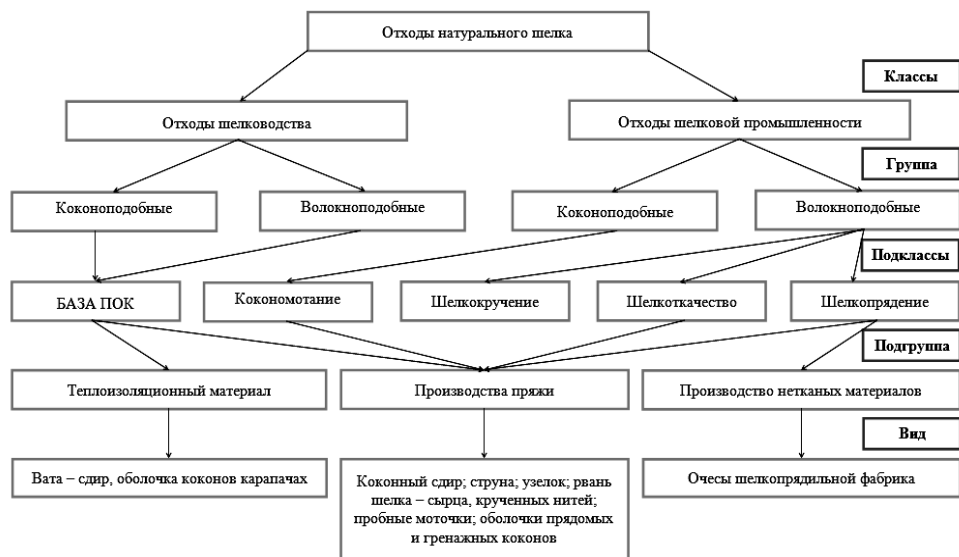 Отходы натурального шелка
Классы
Отходы шелководства
Отходы шелковой промышленности
Группа
Коконоподобные
Волокноподобные
Коконоподобные
Волокноподобные
Подклассы
БАЗА ПОК
Кокономотание
Шелкокручение
Шелкоткачество
Шелкопрядение
Подгруппа
Теплоизоляционный материал
Производства пряжи
Производство нетканых материалов
Вид
Вата – сдир, оболочка коконов карапачах
Коконный сдир; струна; узелок; рвань
шелка – сырца, крученных нитей;
пробные моточки; оболочки прядомых
и гренажных коконов
Очесы шелкопрядильной фабрика